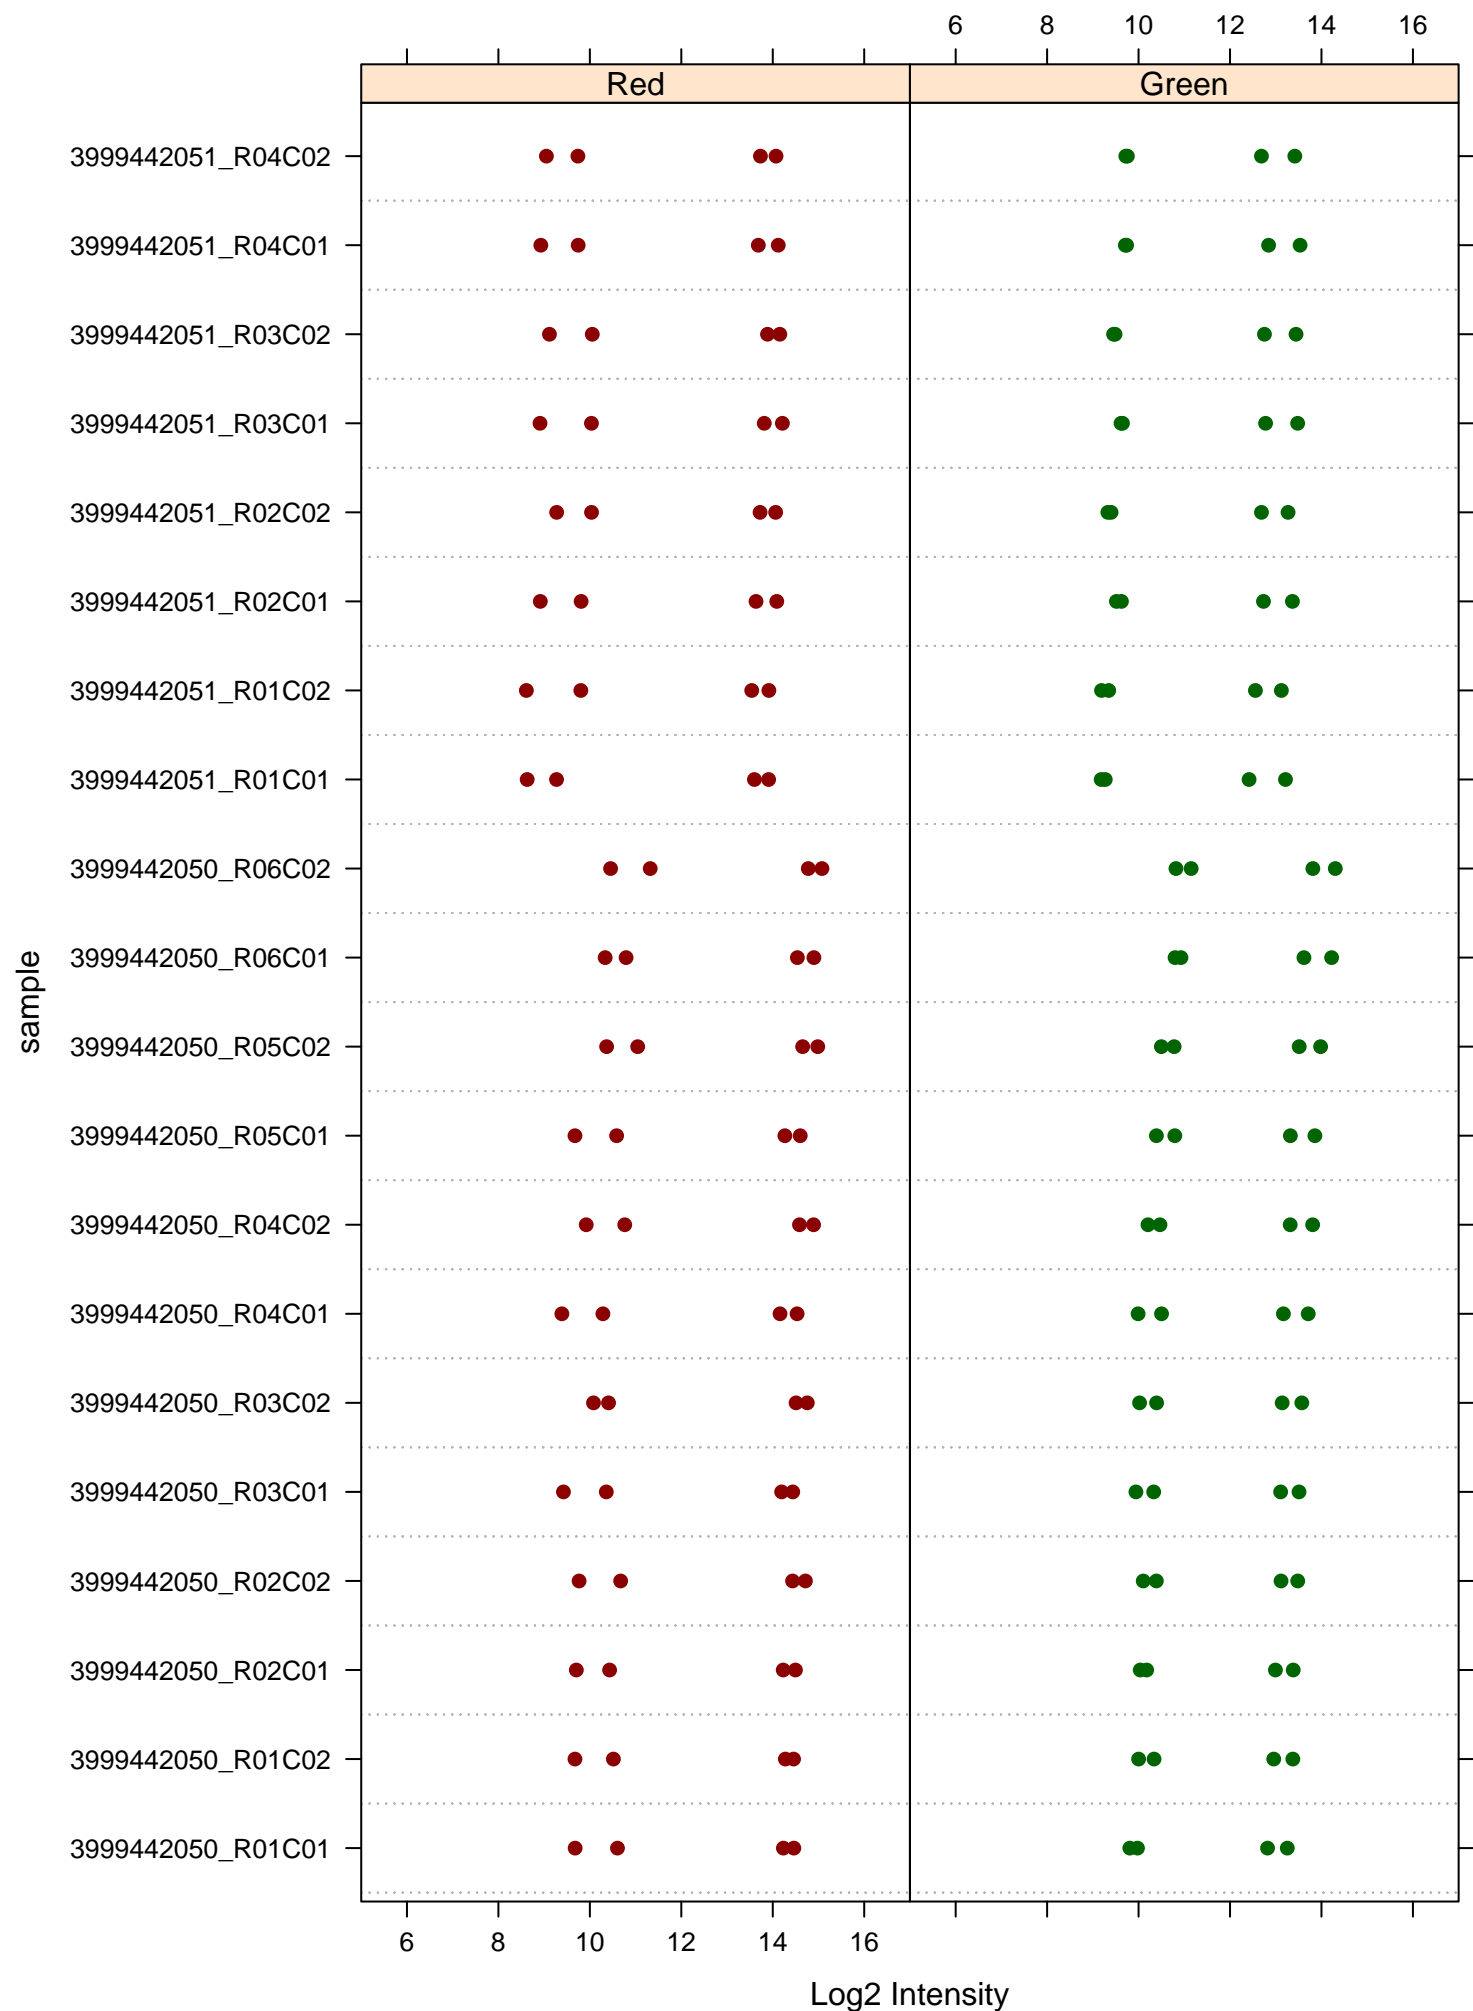 6 8 10 12 14 16
Red Green
3999442051_R04C02
3999442051_R04C01
3999442051_R03C02
3999442051_R03C01
3999442051_R02C02
3999442051_R02C01
3999442051_R01C02
3999442051_R01C01
3999442050_R06C02
3999442050_R06C01
3999442050_R05C02
3999442050_R05C01
3999442050_R04C02
3999442050_R04C01
3999442050_R03C02
3999442050_R03C01
3999442050_R02C02
3999442050_R02C01
3999442050_R01C02
3999442050_R01C01
sample
6 8 10 12 14 16
Log2 Intensity